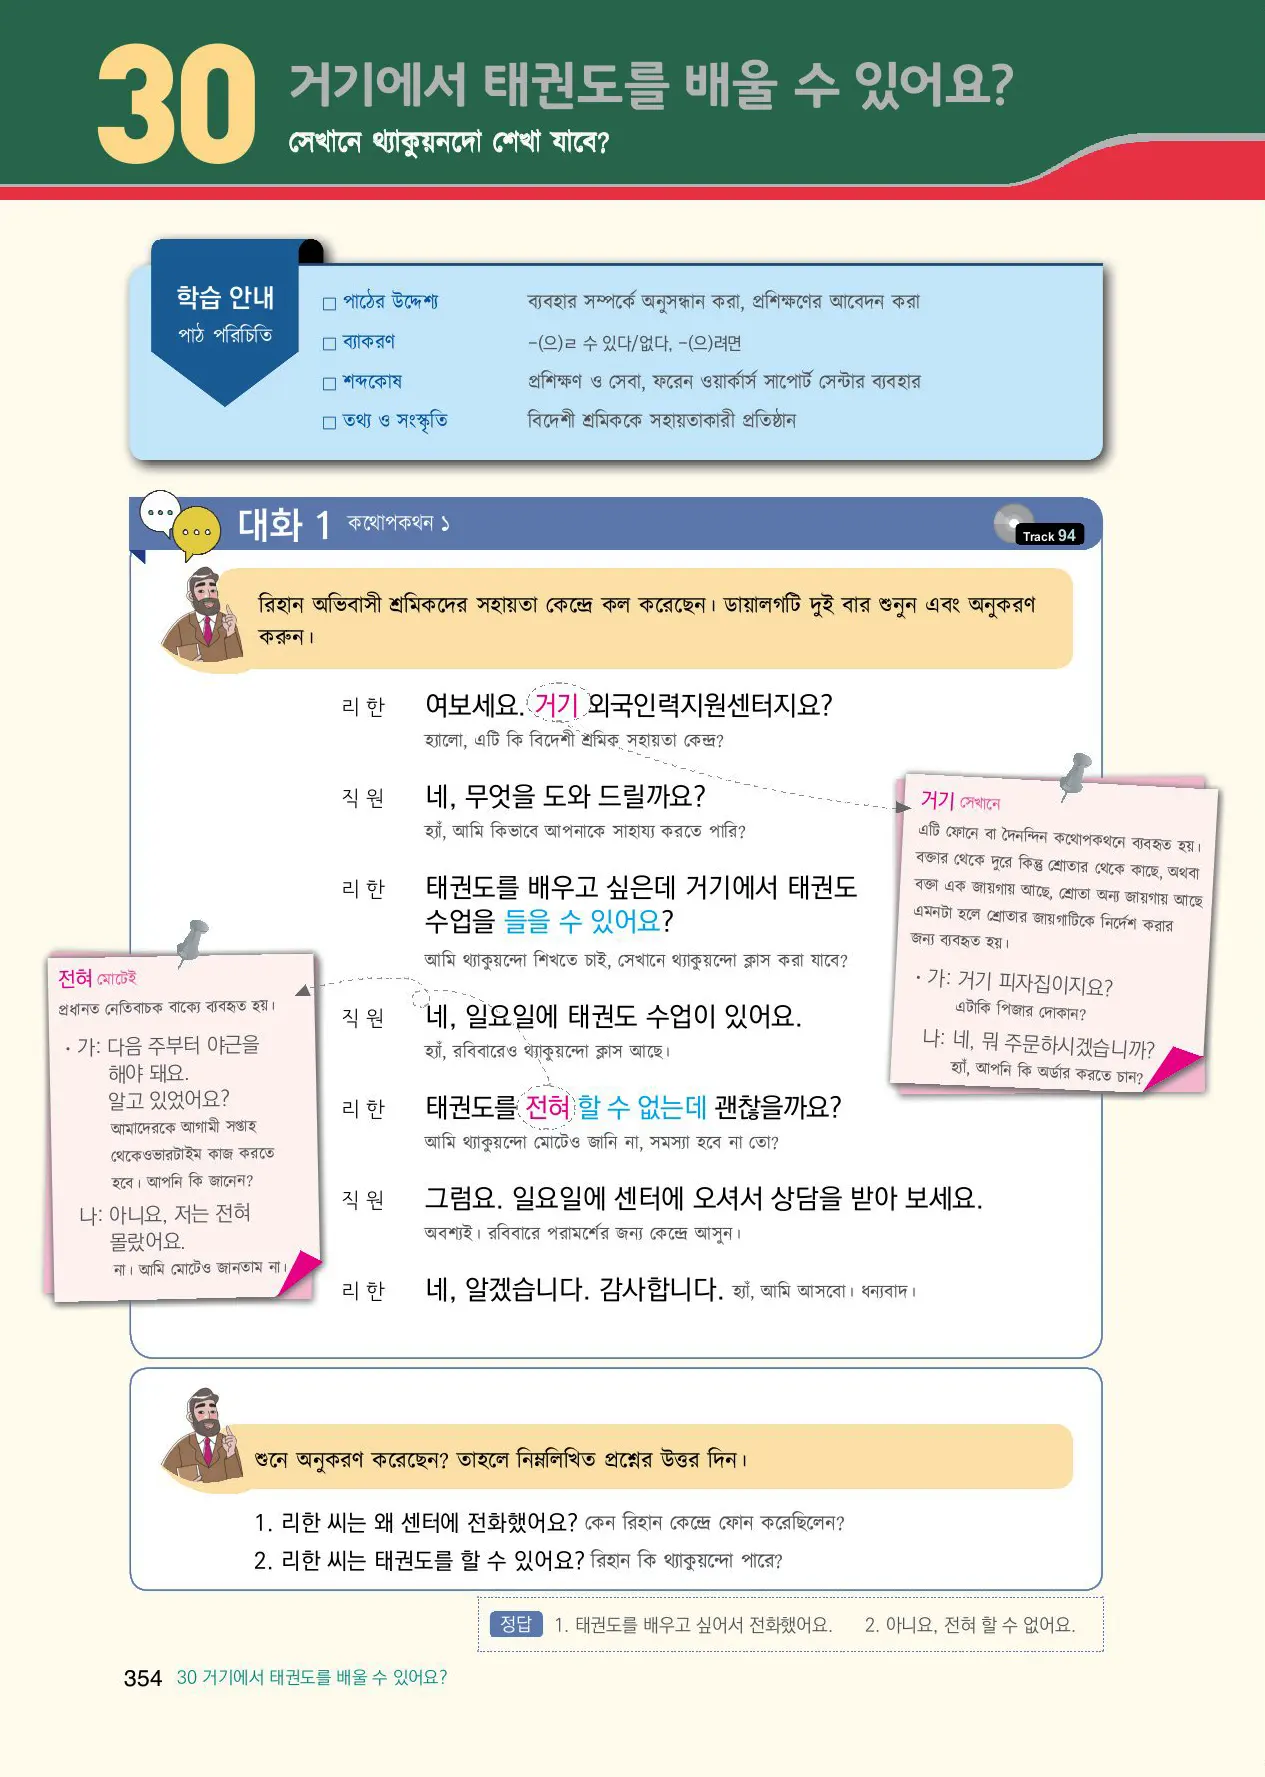 30
거기에서 태권도를 배울 수 있어요?
সেখানে থ্যাকুয়নদো শেখা যাবে?
학습 안내
পাঠ পরিচিতি
□ পাঠের উদ্দেশ্য ব্যবহার সম্পর্কে অনুসন্ধান করা, প্রশিক্ষণের আবেদন করা
□ ব্যাকরণ -(으)ㄹ 수 있다/없다, -(으)려면
□ শব্দকোষ প্রশিক্ষণ ও সেবা, ফরেন ওয়ার্কার্স সাপোর্ট সেন্টার ব্যবহার
□ তথ্য ও সংস্কৃতি বিদেশী শ্রমিককে সহায়তাকারী প্রতিষ্ঠান
대화 1 কথোপকথন ১
Track 94
রিহান অভিবাসী শ্রমিকদের সহায়তা কেন্দ্রে কল করেছেন। ডায়ালগটি দুই বার শুনুন এবং অনুকরণ
করুন।
리한 여보세요. 거기 외국인력지원센터지요?
হ্যালো, এটি কি বিদেশী শ্রমিক সহায়তা কেন্দ্র?
직원 네, 무엇을 도와 드릴까요?
হ্যাঁ, আমি কিভাবে আপনাকে সাহায্য করতে পারি?
리한 태권도를 배우고 싶은데 거기에서 태권도
수업을 들을 수 있어요?
আমি থ্যাকুয়ন্দো শিখতে চাই, সেখানে থ্যাকুয়ন্দো ক্লাস করা যাবে?
직원 네, 일요일에 태권도 수업이 있어요.
হ্যাঁ, রবিবারেও থ্যাকুয়ন্দো ক্লাস আছে।
리한 태권도를 전혀 할 수 없는데 괜찮을까요?
আমি থ্যাকুয়ন্দো মোটেও জানি না, সমস্যা হবে না তো?
직원 그럼요. 일요일에 센터에 오셔서 상담을 받아 보세요.
অবশ্যই। রবিবারে পরামর্শের জন্য কেন্দ্রে আসুন।
리한 네, 알겠습니다. 감사합니다. হ্যাঁ, আমি আসবো। ধন্যবাদ।
거기 সেখানে
এটি ফোনে বা দৈনন্দিন কথোপকথনে ব্যবহৃত হয়।
বক্তার থেকে দুরে কিন্তু শ্রোতার থেকে কাছে, অথবা
বক্তা এক জায়গায় আছে, শ্রোতা অন্য জায়গায় আছে
এমনটা হলে শ্রোতার জায়গাটিকে নির্দেশ করার
জন্য ব্যবহৃত হয়।
· 가: 거기 피자집이지요?
এটাকি পিজার দোকান?
나: 네, 뭐 주문하시겠습니까?
হ্যাঁ, আপনি কি অর্ডার করতে চান?
전혀 মোটেই
প্রধানত নেতিবাচক বাক্যে ব্যবহৃত হয়।
· 가: 다음 주부터 야근을
해야 돼요.
알고 있었어요?
আমাদেরকে আগামী সপ্তাহ
থেকেওভারটাইম কাজ করতে
হবে। আপনি কি জানেন?
나: 아니요, 저는 전혀
몰랐어요.
না। আমি মোটেও জানতাম না।
শুনে অনুকরণ করেছেন? তাহলে নিম্নলিখিত প্রশ্নের উত্তর দিন।
1. 리한 씨는 왜 센터에 전화했어요? কেন রিহান কেন্দ্রে ফোন করেছিলেন?
2. 리한 씨는 태권도를 할 수 있어요? রিহান কি থ্যাকুয়ন্দো পারে?
정답 1. 태권도를 배우고 싶어서 전화했어요. 2. 아니요, 전혀 할 수 없어요.
354 30 거기에서 태권도를 배울 수 있어요?